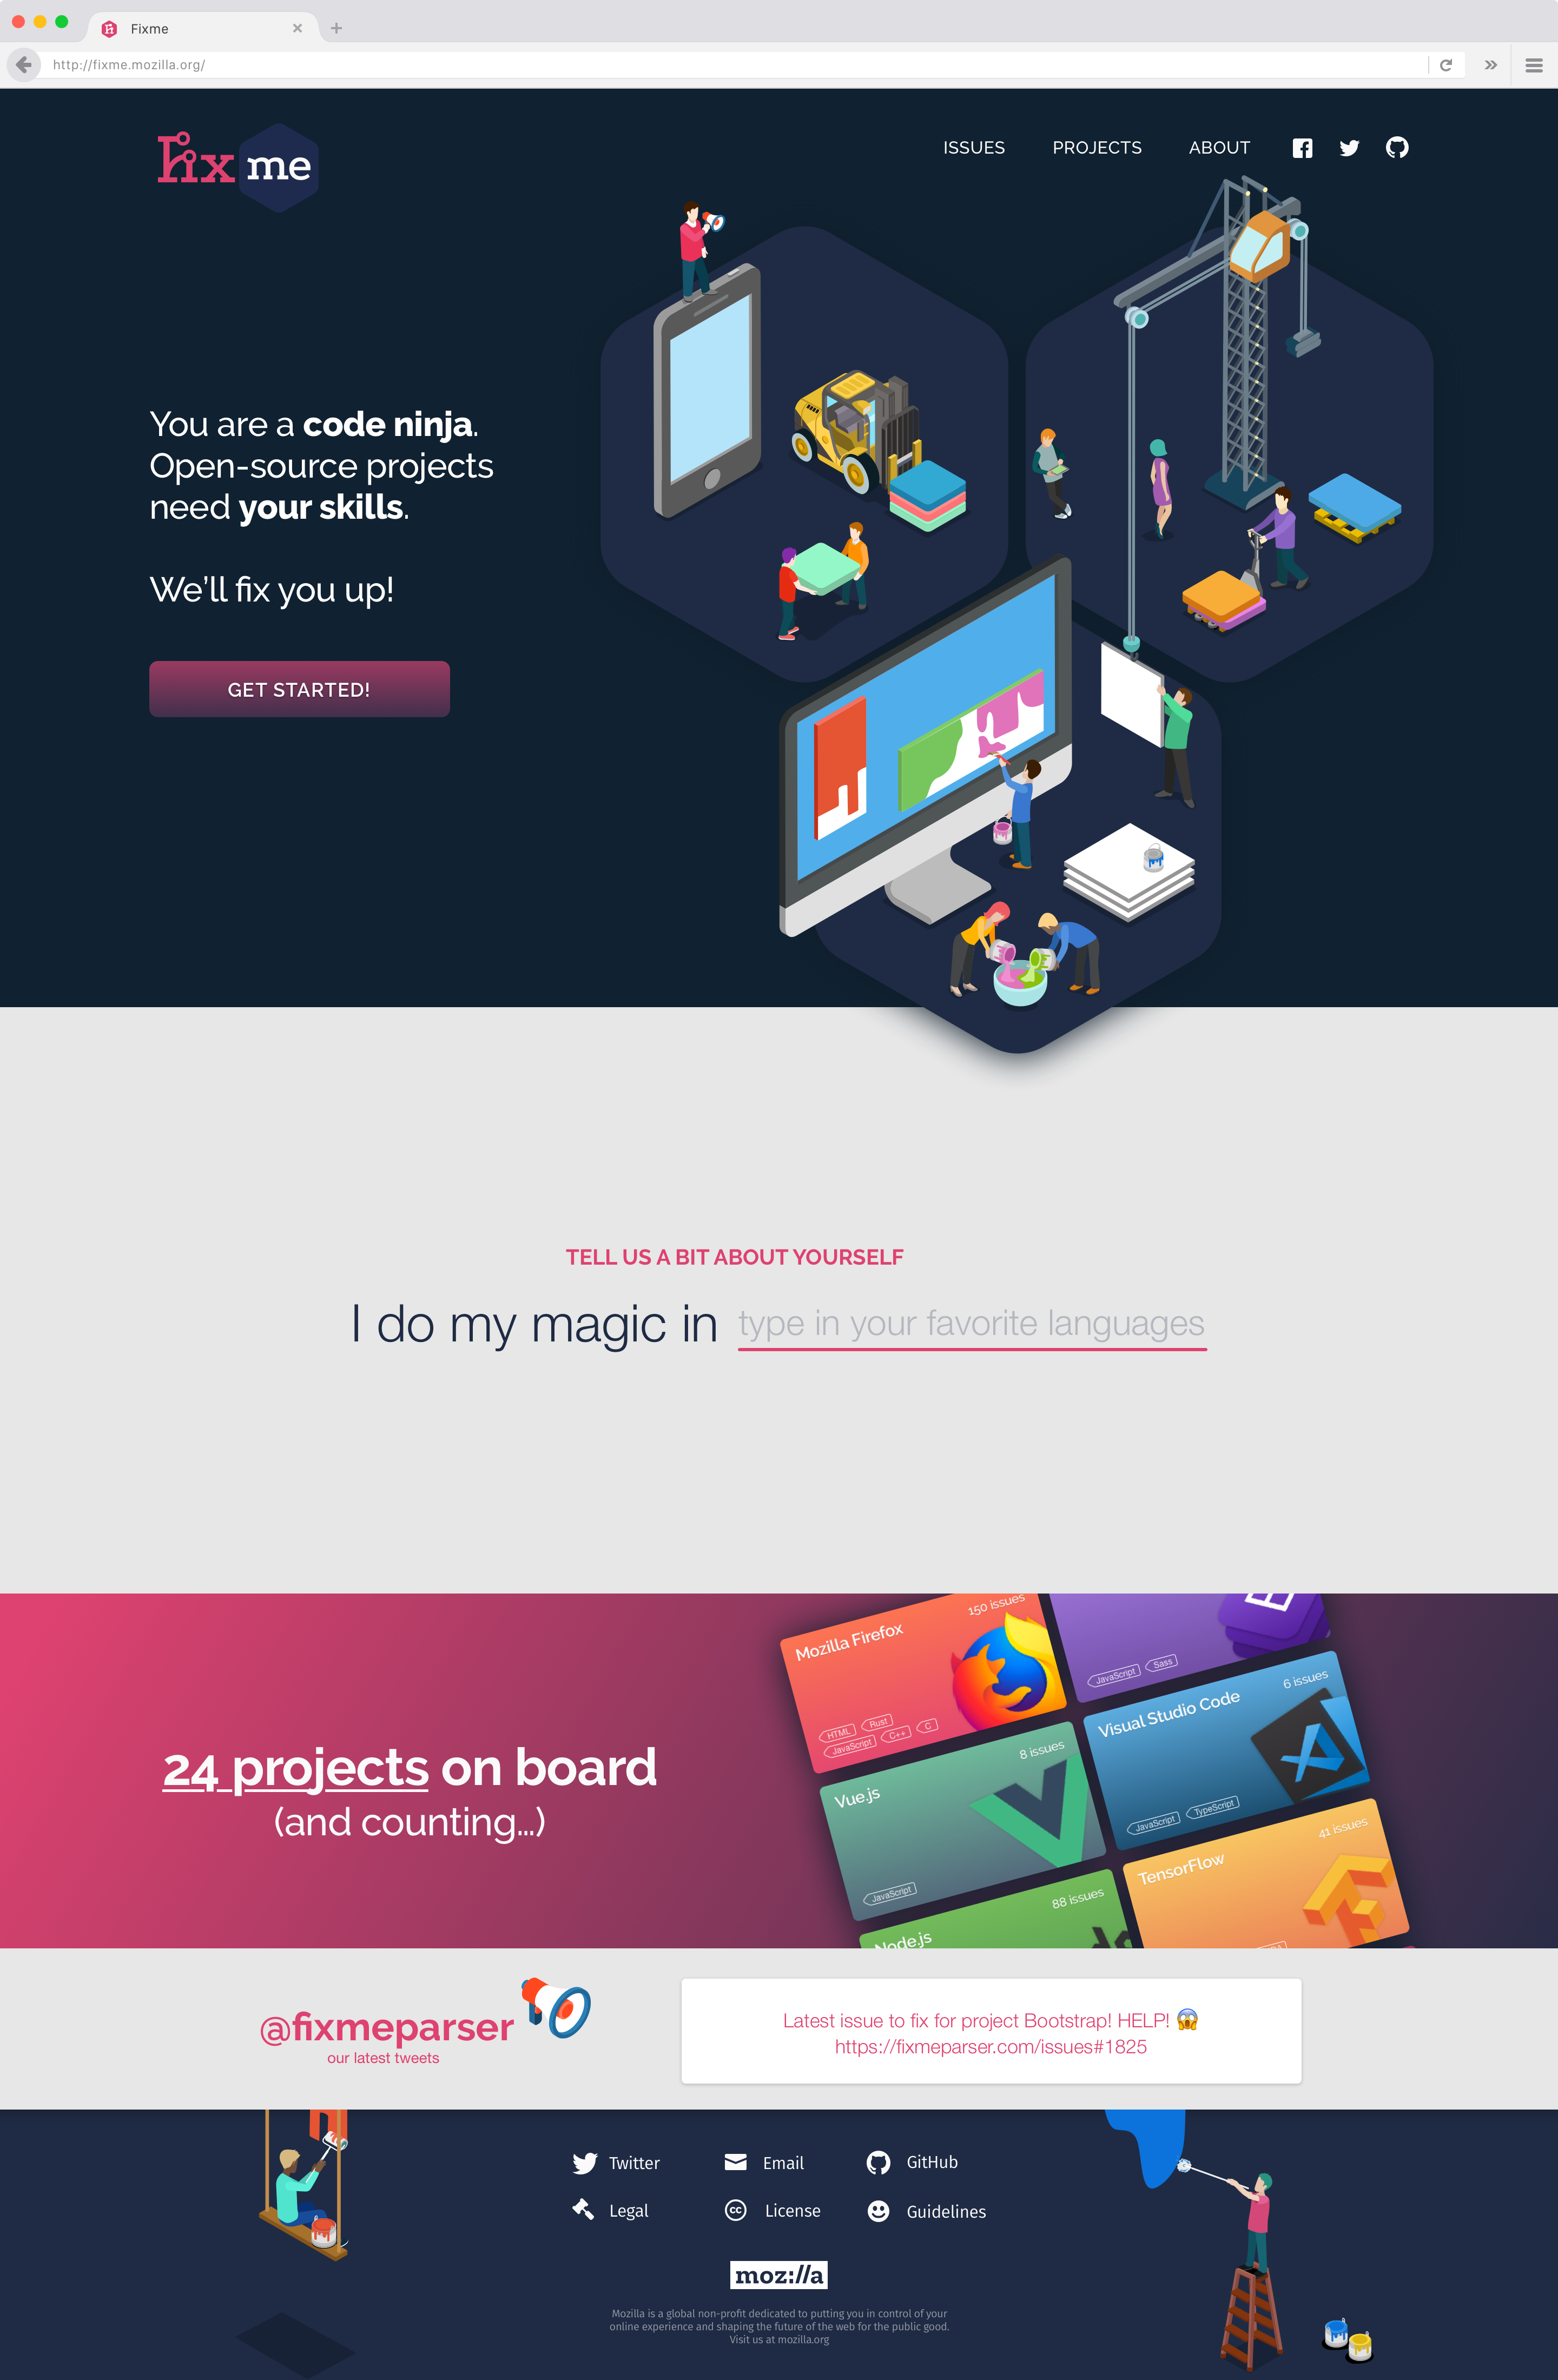 Fixme
http://fixme.mozilla.org/
Fix me
ISSUES PROJECTS ABOUT
You are a code ninja.
Open-source projects
need your skills.
We'll fix you up!
GET STARTED!
TELL US A BIT ABOUT YOURSELF
I do my magic in type in your favorite languages
24 projects on board
(and counting...)
Mozilla Firefox 150 issues
HTML Rust
JavaScript C++ C
JavaScript Sass
Vue.js 8 issues
JavaScript
Visual Studio Code 6 issues
JavaScript TypeScript
Node.js 88 issues
TensorFlow 41 issues
@fixmeparser
our latest tweets
Latest issue to fix for project Bootstrap! HELP! 😱
https://fixmeparser.com/issues#1825
Twitter Email GitHub
Legal cc License Guidelines
moz://a
Mozilla is a global non-profit dedicated to putting you in control of your
online experience and shaping the future of the web for the public good.
Visit us at mozilla.org